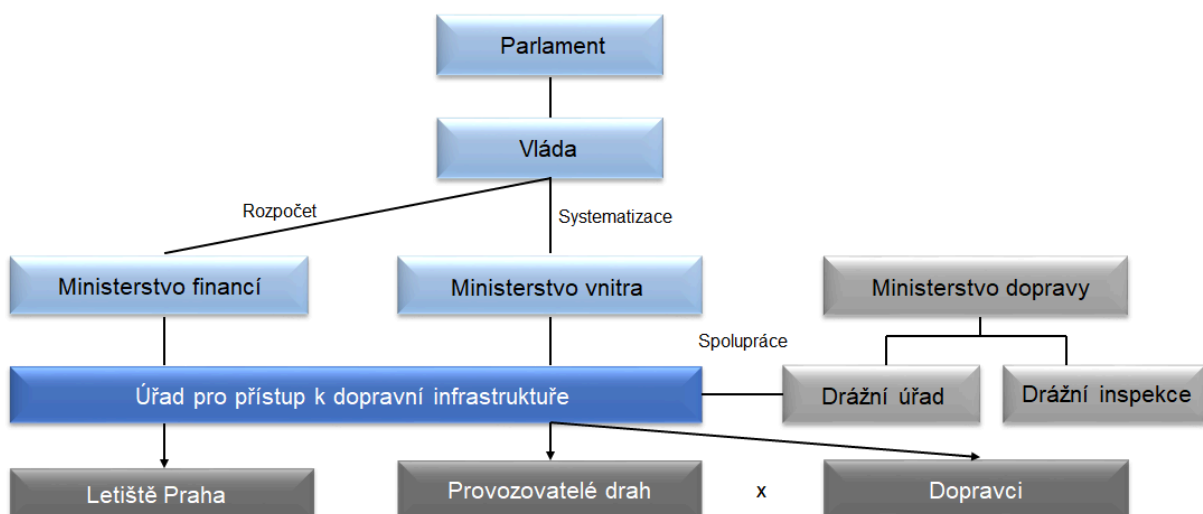 Parlament
Vláda
Rozpočet
Systematizace
Ministerstvo financí
Ministerstvo vnitra
Ministerstvo dopravy
Spolupráce
Úřad pro přístup k dopravní infrastruktuře
Drážní úřad
Drážní inspekce
Letiště Praha
Provozovatelé drah
x
Dopravci